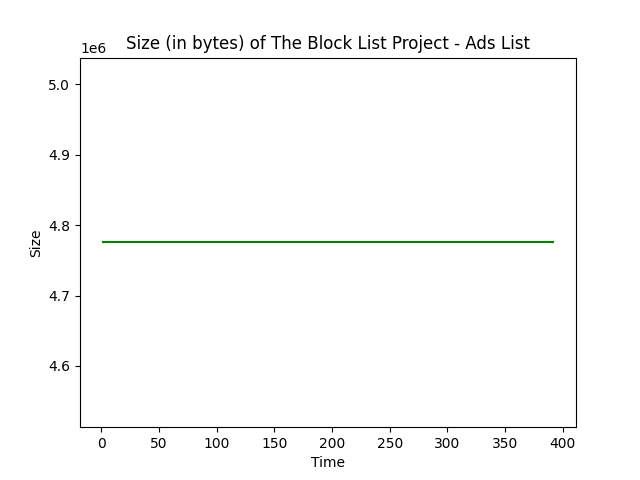 Size (in bytes) of The Block List Project - Ads List
1e6
5.0
4.9
4.8
4.7
4.6
Size
0 50 100 150 200 250 300 350 400
Time